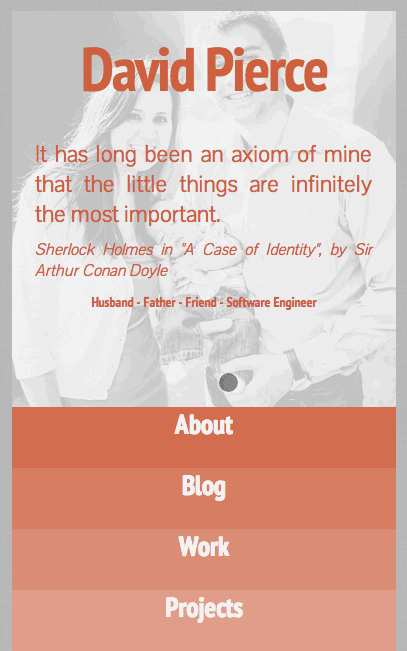 David Pierce
It has long been an axiom of mine
that the little things are infinitely
the most important.
Sherlock Holmes in "A Case of Identity", by Sir
Arthur Conan Doyle
Husband - Father - Friend - Software Engineer
About
Blog
Work
Projects